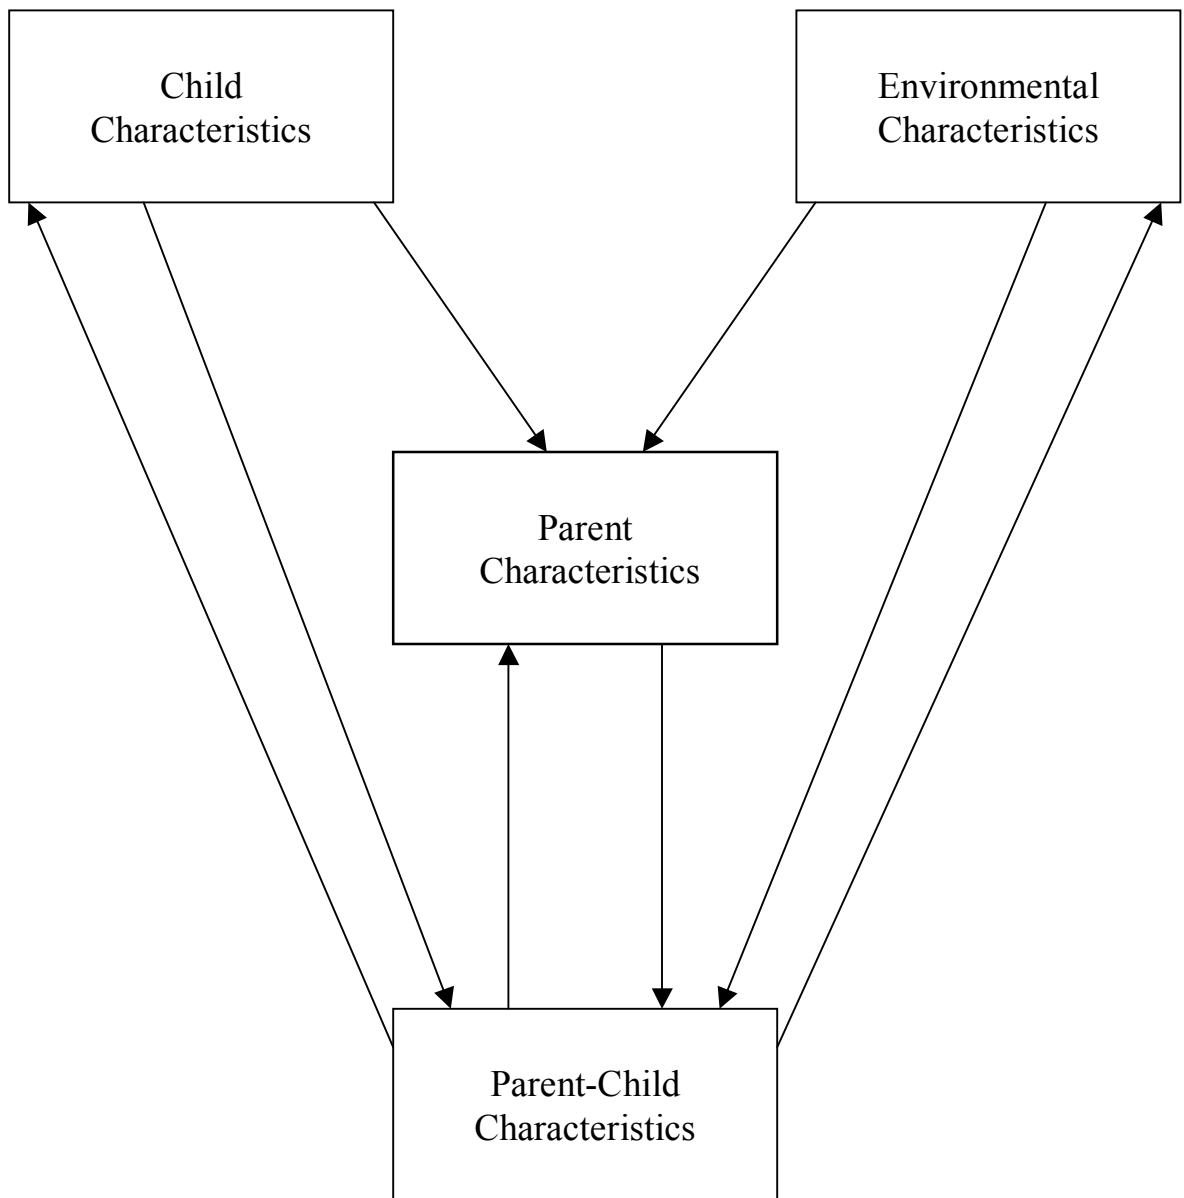 Child
Characteristics
Environmental
Characteristics
Parent
Characteristics
Parent-Child
Characteristics